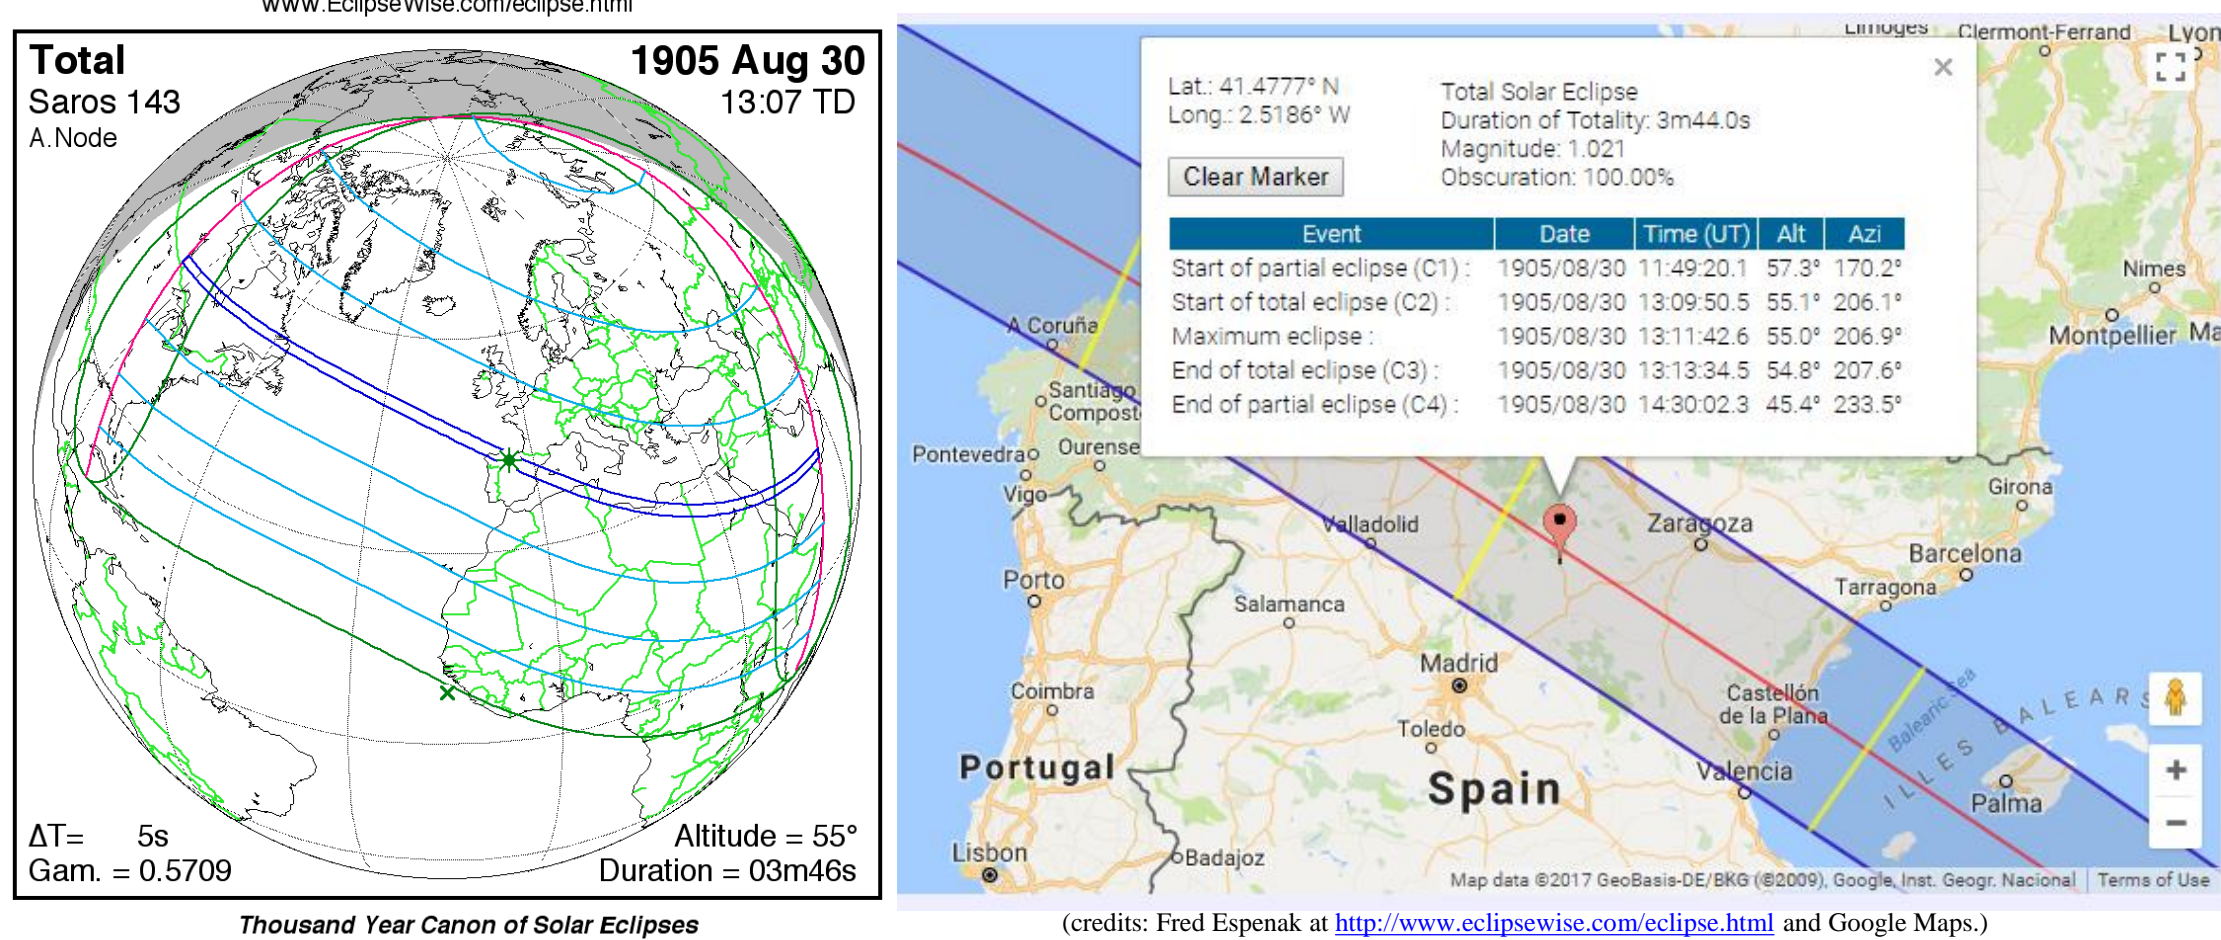 www.EclipseWise.com/eclipse.html
Total
1905 Aug 30
Saros 143
13:07 TD
A.Node
ΔT= 5s
Altitude = 55°
Gam. = 0.5709
Duration = 03m46s
Thousand Year Canon of Solar Eclipses
Limoges
Clermont-Ferrand
Lyon
Lat.: 41.4777° N
Long.: 2.5186° W
Clear Marker
Total Solar Eclipse
Duration of Totality: 3m44.0s
Magnitude: 1.021
Obscuration: 100.00%
×
Event Date Time (UT) Alt Azi
Start of partial eclipse (C1) : 1905/08/30 11:49:20.1 57.3° 170.2°
Start of total eclipse (C2) : 1905/08/30 13:09:50.5 55.1° 206.1°
Maximum eclipse : 1905/08/30 13:11:42.6 55.0° 206.9°
End of total eclipse (C3) : 1905/08/30 13:13:34.5 54.8° 207.6°
End of partial eclipse (C4) : 1905/08/30 14:30:02.3 45.4° 233.5°
Nimes
Montpellier
Ma
A Coruña
Santiago
Compost
Pontevedra
Ourense
Vigo
Girona
Valladolid
Zaragoza
Barcelona
Porto
Tarragona
Salamanca
Madrid
Coimbra
Castellón
de la Plana
Toledo
Balearic Sea
ILLES BALEARS
Portugal
Valencia
Spain
Palma
+
−
Lisbon
Badajoz
Map data ©2017 GeoBasis-DE/BKG (©2009), Google, Inst. Geogr. Nacional
Terms of Use
(credits: Fred Espenak at http://www.eclipsewise.com/eclipse.html and Google Maps.)